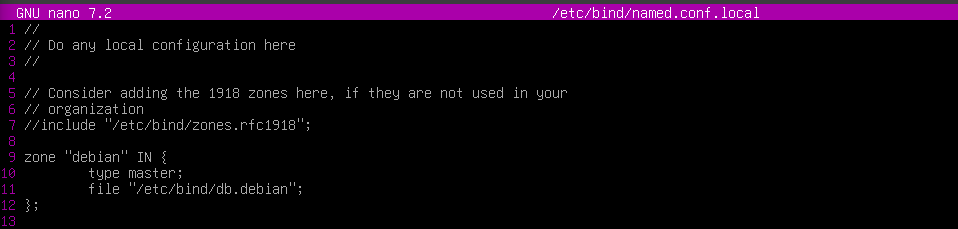 GNU nano 7.2 /etc/bind/named.conf.local
1 //
2 // Do any local configuration here
3 //
4
5 // Consider adding the 1918 zones here, if they are not used in your
6 // organization
7 //include "/etc/bind/zones.rfc1918";
8
9 zone "debian" IN {
10 type master;
11 file "/etc/bind/db.debian";
12 };
13